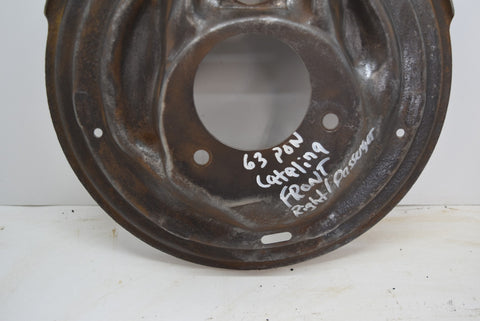 63 PON
Catalina
FRONT
Right/Passenger